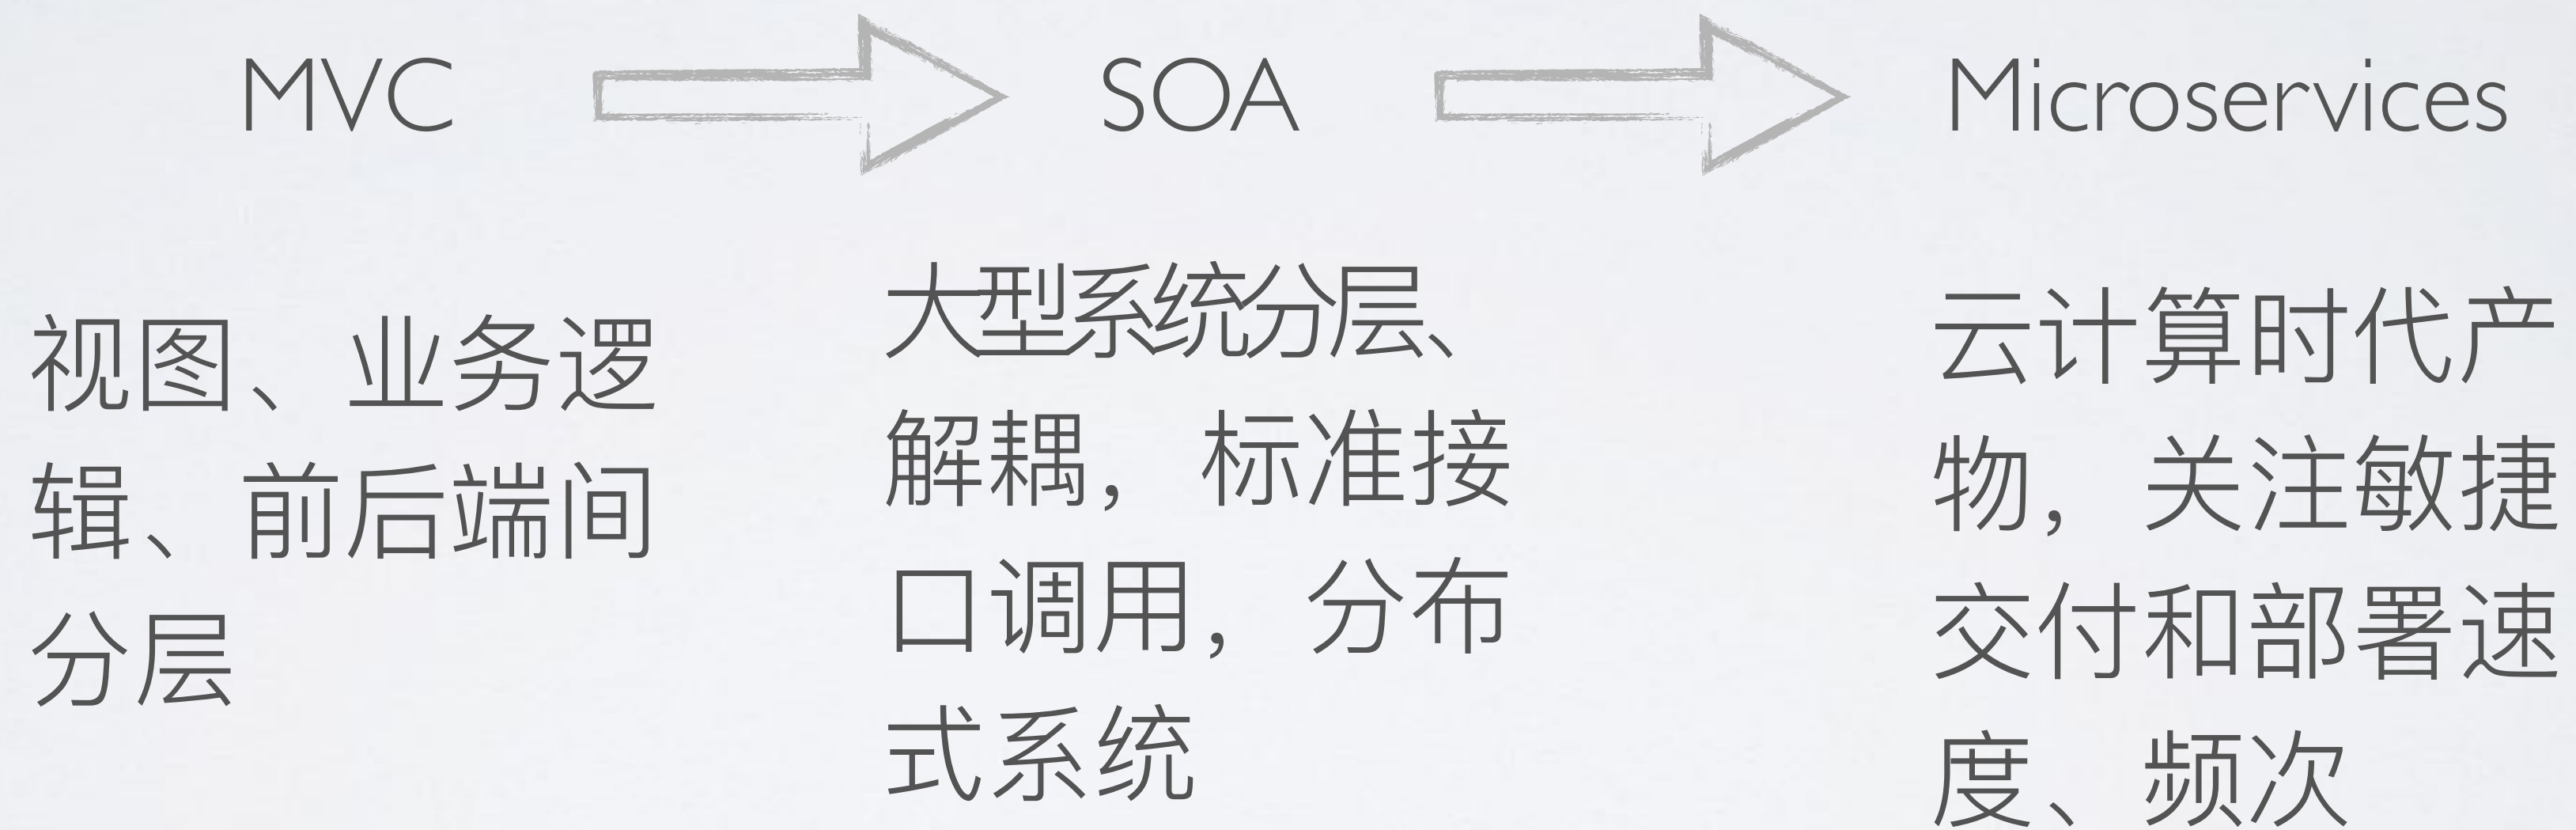 MVC
SOA
Microservices
视图、业务逻
辑、前后端间
分层
大型系统分层、
解耦，标准接
口调用，分布
式系统
云计算时代产
物，关注敏捷
交付和部署速
度、频次